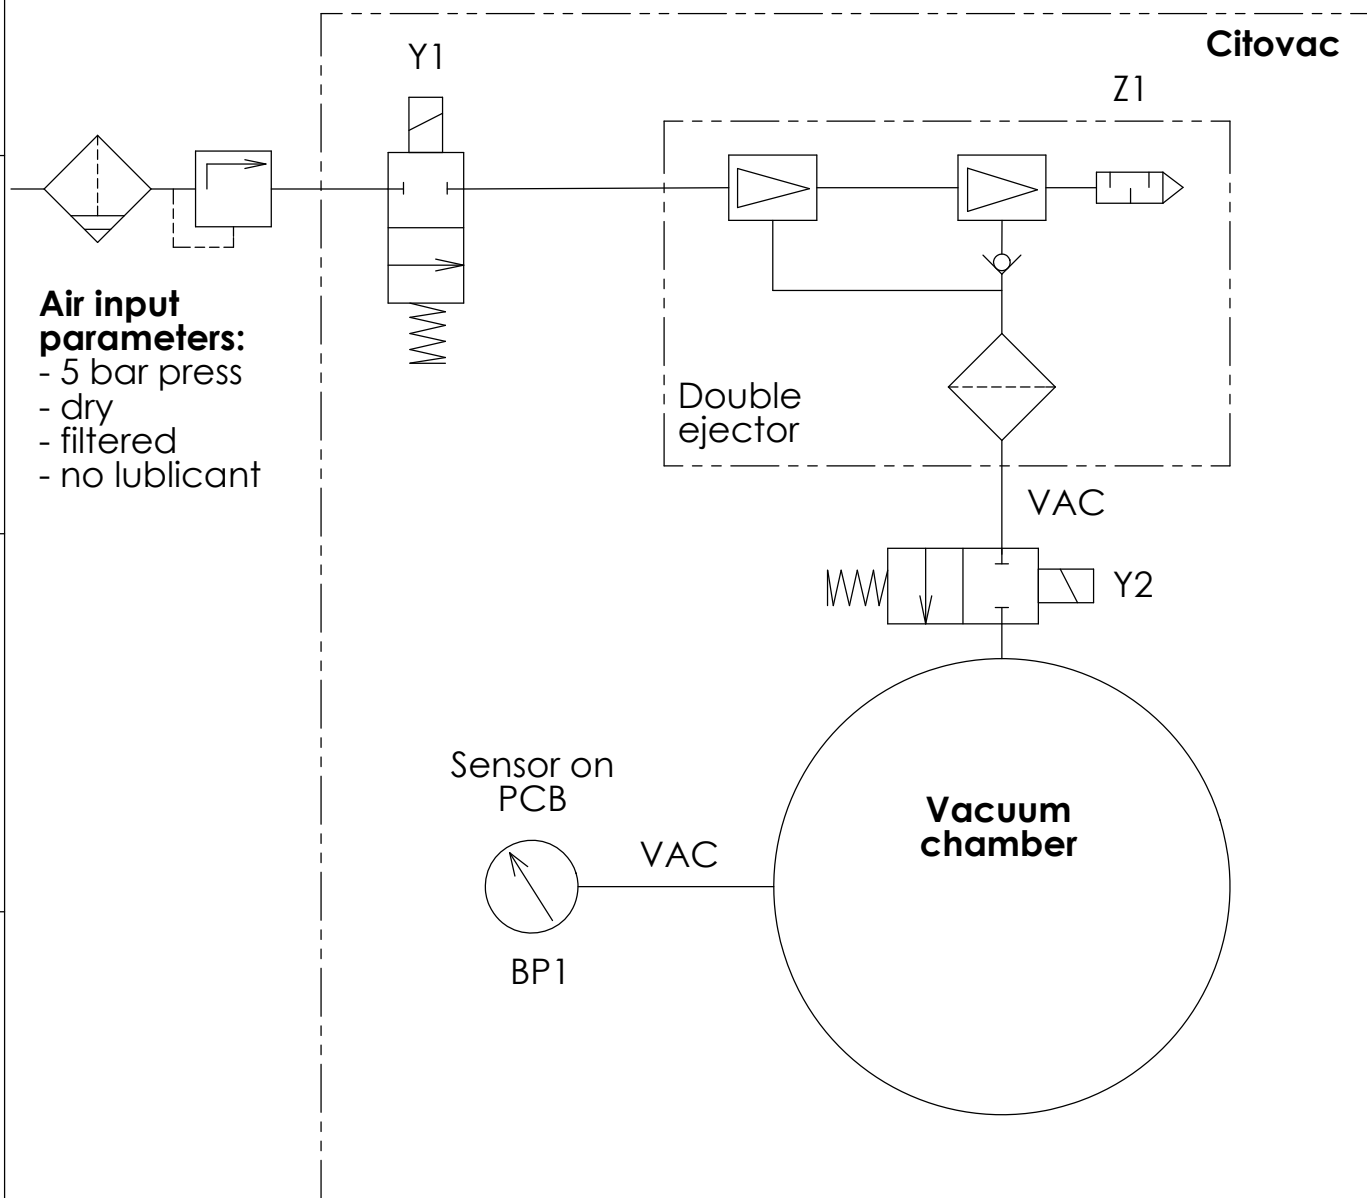 Citovac
Y1
Z1
Air input
parameters:
- 5 bar press
- dry
- filtered
- no lublicant
Double
ejector
VAC
Y2
Sensor on
PCB
VAC
BP1
Vacuum
chamber